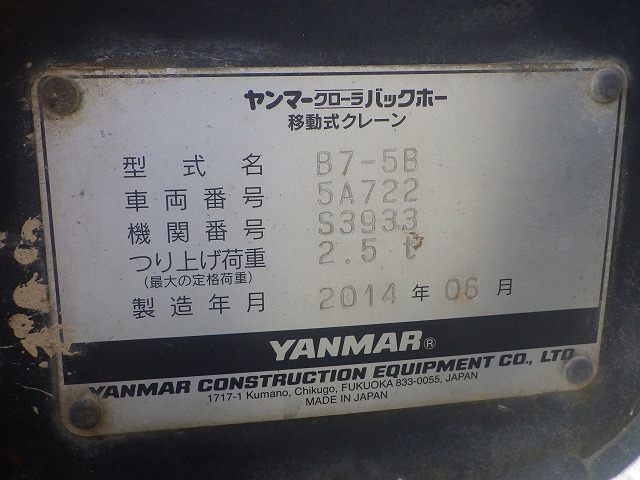 ヤンマークローラバックホー
移動式クレーン
型式名 B7-5B
車両番号 5A722
機関番号 S3933
つり上げ荷重 2.5 t
(最大の定格荷重)
製造年月 2014年06月
YANMAR®
YANMAR CONSTRUCTION EQUIPMENT CO., LTD.
1717-1 Kumano, Chikugo, FUKUOKA 833-0055, JAPAN
MADE IN JAPAN